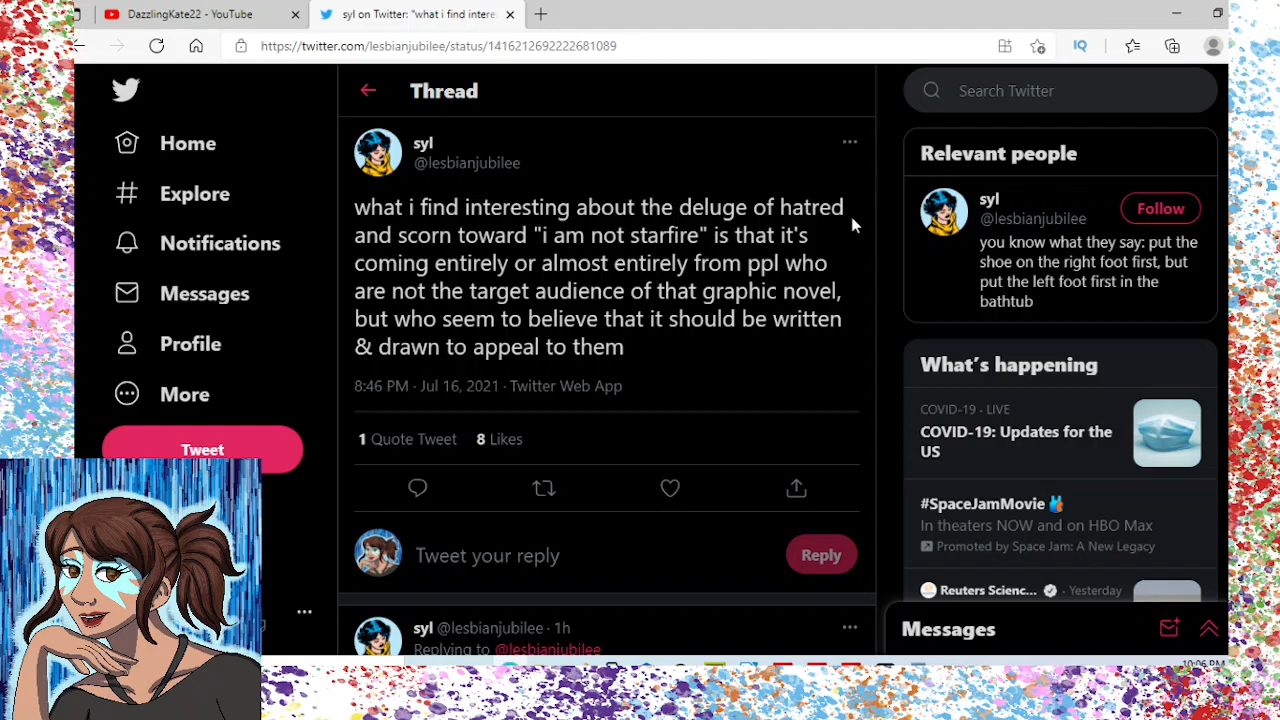 DazzlingKate22 - YouTube
syl on Twitter: "what i find intere
https://twitter.com/lesbianjubilee/status/1416212692222681089
IQ
Home
Explore
Notifications
Messages
Profile
More
Tweet
Thread
syl
@lesbianjubilee
what i find interesting about the deluge of hatred
and scorn toward "i am not starfire" is that it's
coming entirely or almost entirely from ppl who
are not the target audience of that graphic novel,
but who seem to believe that it should be written
& drawn to appeal to them
8:46 PM · Jul 16, 2021 · Twitter Web App
1 Quote Tweet 8 Likes
Tweet your reply
Reply
syl @lesbianjubilee · 1h
Replying to @lesbianjubilee
Search Twitter
Relevant people
syl
@lesbianjubilee
Follow
you know what they say: put the
shoe on the right foot first, but
put the left foot first in the
bathtub
What's happening
COVID-19 · LIVE
COVID-19: Updates for the
US
#SpaceJamMovie
In theaters NOW and on HBO Max
Promoted by Space Jam: A New Legacy
Reuters Scienc... · Yesterday
Messages
10:06 PM